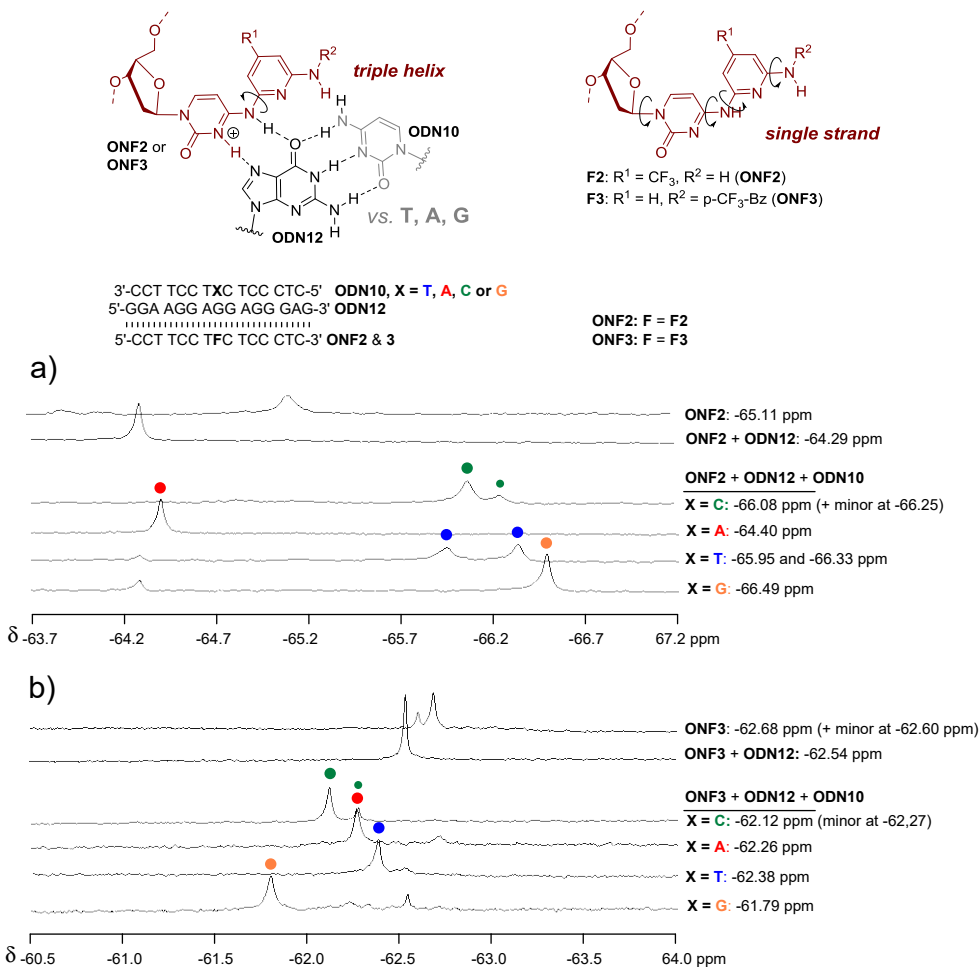 R1
R2
O
N
H
triple helix
O
O
N
N
H
N
N
H
ODN10
ONF2 or
ONF3
O
N⊕
H
O
H
N
N
O
N
N
H
N
N
N
H
H
vs. T, A, G
ODN12
R1
R2
O
N
H
O
O
N
N
NH
O
N
single strand
F2: R1 = CF3, R2 = H (ONF2)
F3: R1 = H, R2 = p-CF3-Bz (ONF3)
3'-CCT TCC TXC TCC CTC-5' ODN10, X = T, A, C or G
5'-GGA AGG AGG AGG GAG-3' ODN12
5'-CCT TCC TFC TCC CTC-3' ONF2 & 3
ONF2: F = F2
ONF3: F = F3
a)
ONF2: -65.11 ppm
ONF2 + ODN12: -64.29 ppm
ONF2 + ODN12 + ODN10
X = C: -66.08 ppm (+ minor at -66.25)
X = A: -64.40 ppm
X = T: -65.95 and -66.33 ppm
X = G: -66.49 ppm
δ -63.7 -64.2 -64.7 -65.2 -65.7 -66.2 -66.7 67.2 ppm
b)
ONF3: -62.68 ppm (+ minor at -62.60 ppm)
ONF3 + ODN12: -62.54 ppm
ONF3 + ODN12 + ODN10
X = C: -62.12 ppm (minor at -62,27)
X = A: -62.26 ppm
X = T: -62.38 ppm
X = G: -61.79 ppm
δ -60.5 -61.0 -61.5 -62.0 -62.5 -63.0 -63.5 64.0 ppm